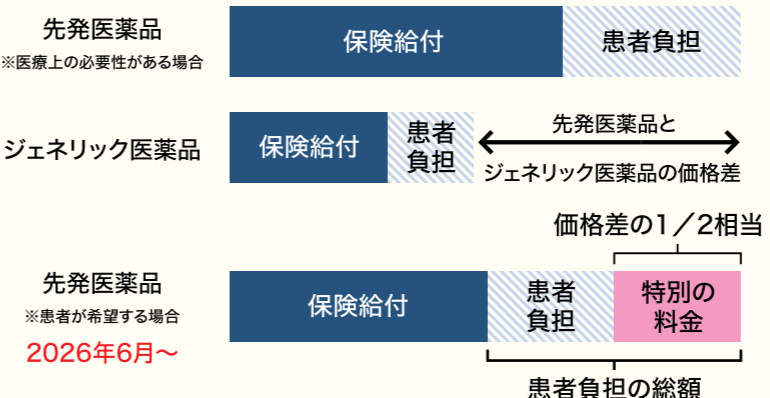 先発医薬品
※医療上の必要性がある場合
保険給付
患者負担
ジェネリック医薬品
保険給付
患者
負担
先発医薬品と
ジェネリック医薬品の価格差
価格差の1／2相当
先発医薬品
※患者が希望する場合
2026年6月〜
保険給付
患者
負担
特別の
料金
患者負担の総額